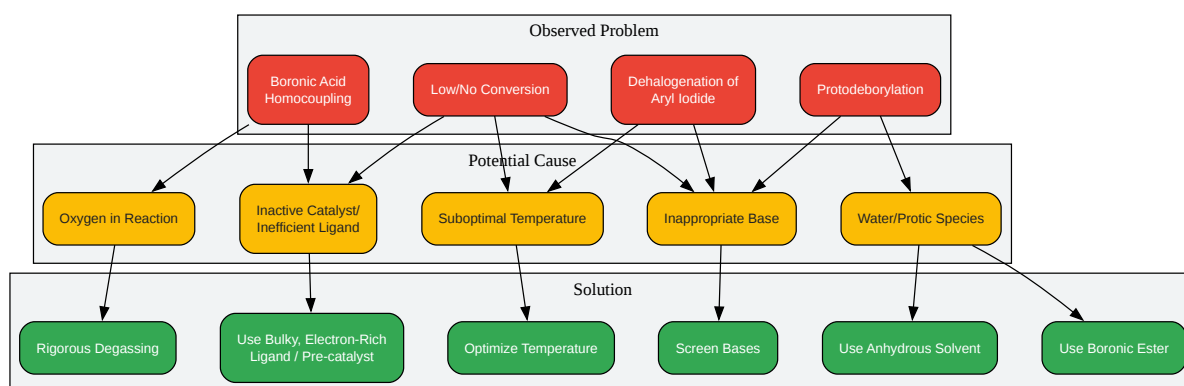 Observed Problem
Boronic Acid
Homocoupling
Low/No Conversion
Dehalogenation of
Aryl Iodide
Protodeborylation
Potential Cause
Oxygen in Reaction
Inactive Catalyst/
Inefficient Ligand
Suboptimal Temperature
Inappropriate Base
Water/Protic Species
Solution
Rigorous Degassing
Use Bulky, Electron-Rich
Ligand / Pre-catalyst
Optimize Temperature
Screen Bases
Use Anhydrous Solvent
Use Boronic Ester